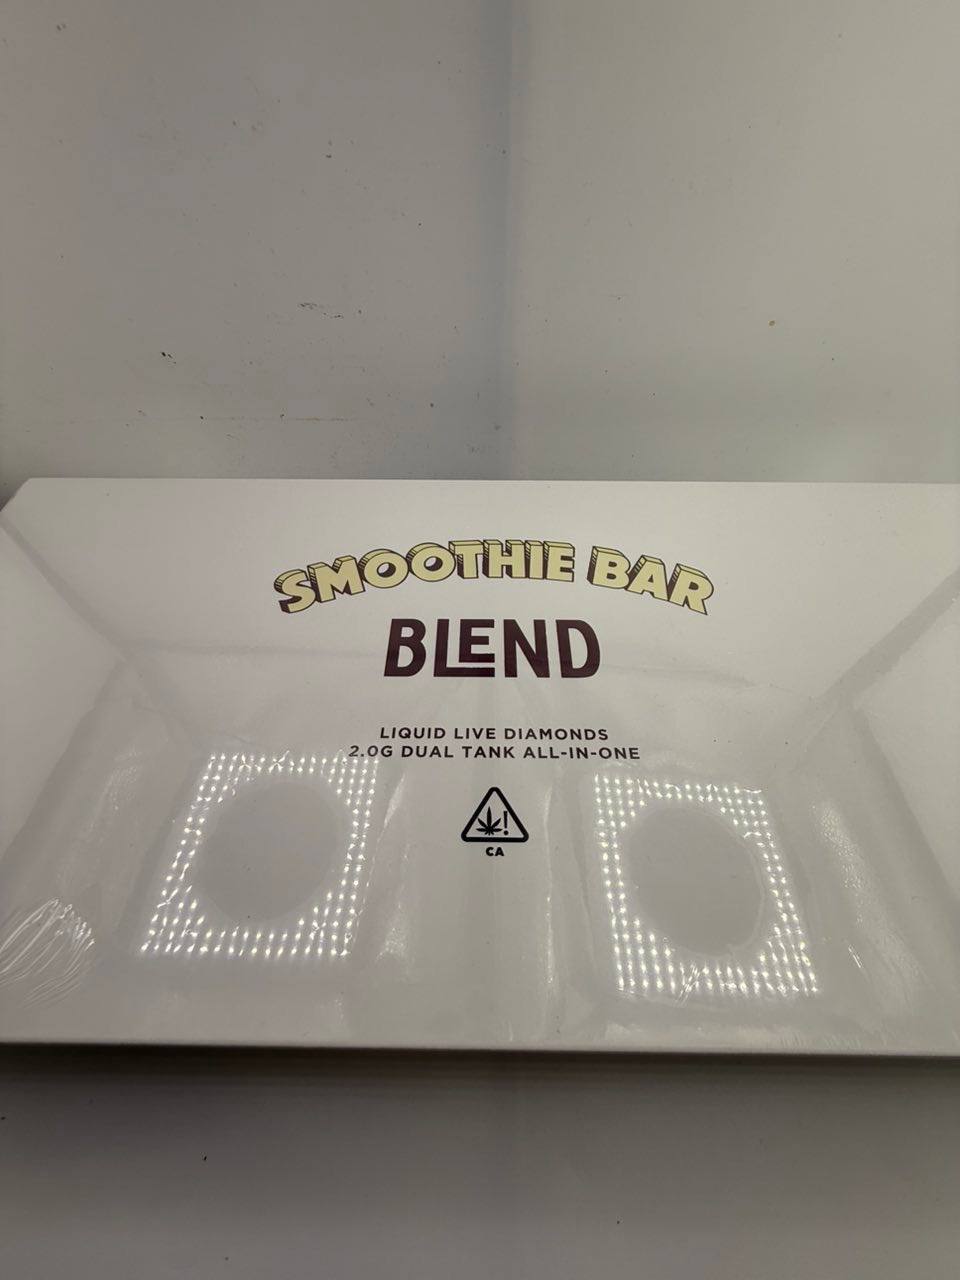 SMOOTHIE BAR
BLEND
LIQUID LIVE DIAMONDS
2.0G DUAL TANK ALL-IN-ONE
!
CA